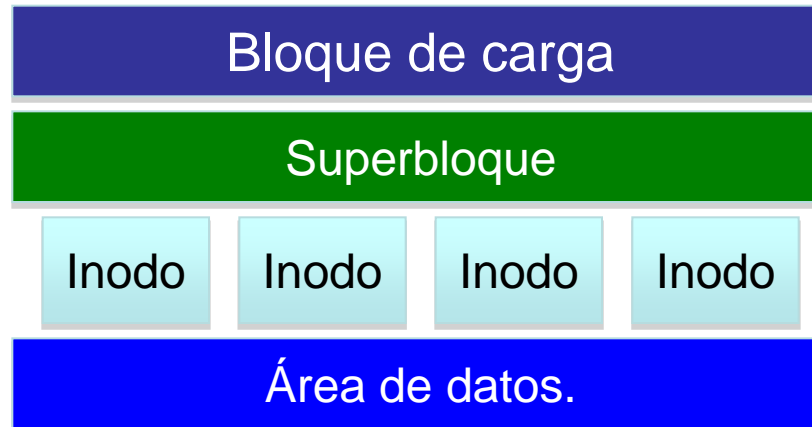 Bloque de carga
Superbloque
Inodo Inodo Inodo Inodo
Área de datos.